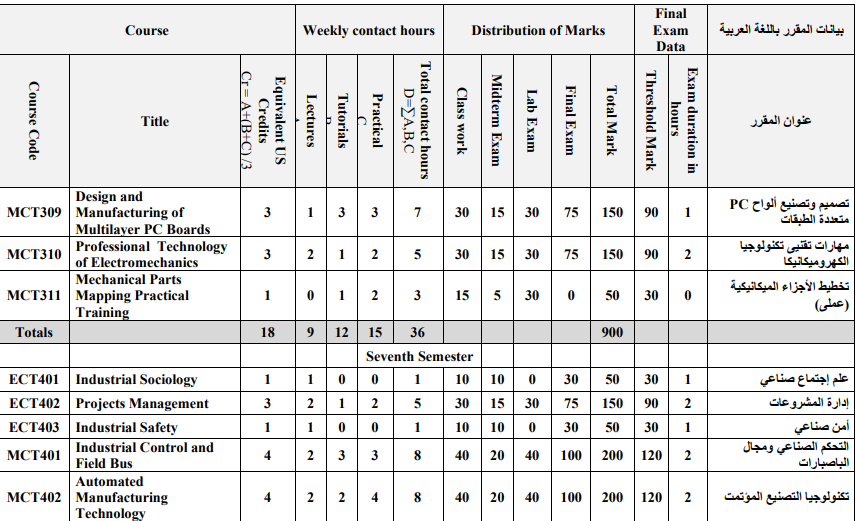 Course Weekly contact hours Distribution of Marks Final Exam Data بيانات المقرر باللغة العربية
Course Code Title Equivalent US Credits Cr = A+(B+C) /3 Lectures Tutorials Practical Total contact hours D=∑A,B,C Class work Midterm Exam Lab Exam Final Exam Total Mark Threshold Mark Exam duration in hours عنوان المقرر
MCT309 Design and Manufacturing of Multilayer PC Boards 3 1 3 3 7 30 15 30 75 150 90 1 تصميم وتصنيع ألواح PC متعددة الطبقات
MCT310 Professional Technology of Electromechanics 3 2 1 2 5 30 15 30 75 150 90 2 مهارات تقنيى تكنولوجيا الكهروميكانيكا
MCT311 Mechanical Parts Mapping Practical Training 1 0 1 2 3 15 5 30 0 50 30 0 تخطيط الأجزاء الميكانيكية (عملى)
Totals 18 9 12 15 36 900
Seventh Semester
ECT401 Industrial Sociology 1 1 0 0 1 10 10 0 30 50 30 1 علم إجتماع صناعي
ECT402 Projects Management 3 2 1 2 5 30 15 30 75 150 90 2 إدارة المشروعات
ECT403 Industrial Safety 1 1 0 0 1 10 10 0 30 50 30 1 أمن صناعي
MCT401 Industrial Control and Field Bus 4 2 3 3 8 40 20 40 100 200 120 2 التحكم الصناعي ومجال الباصبارات
MCT402 Automated Manufacturing Technology 4 2 2 4 8 40 20 40 100 200 120 2 تكنولوجيا التصنيع المؤتمت